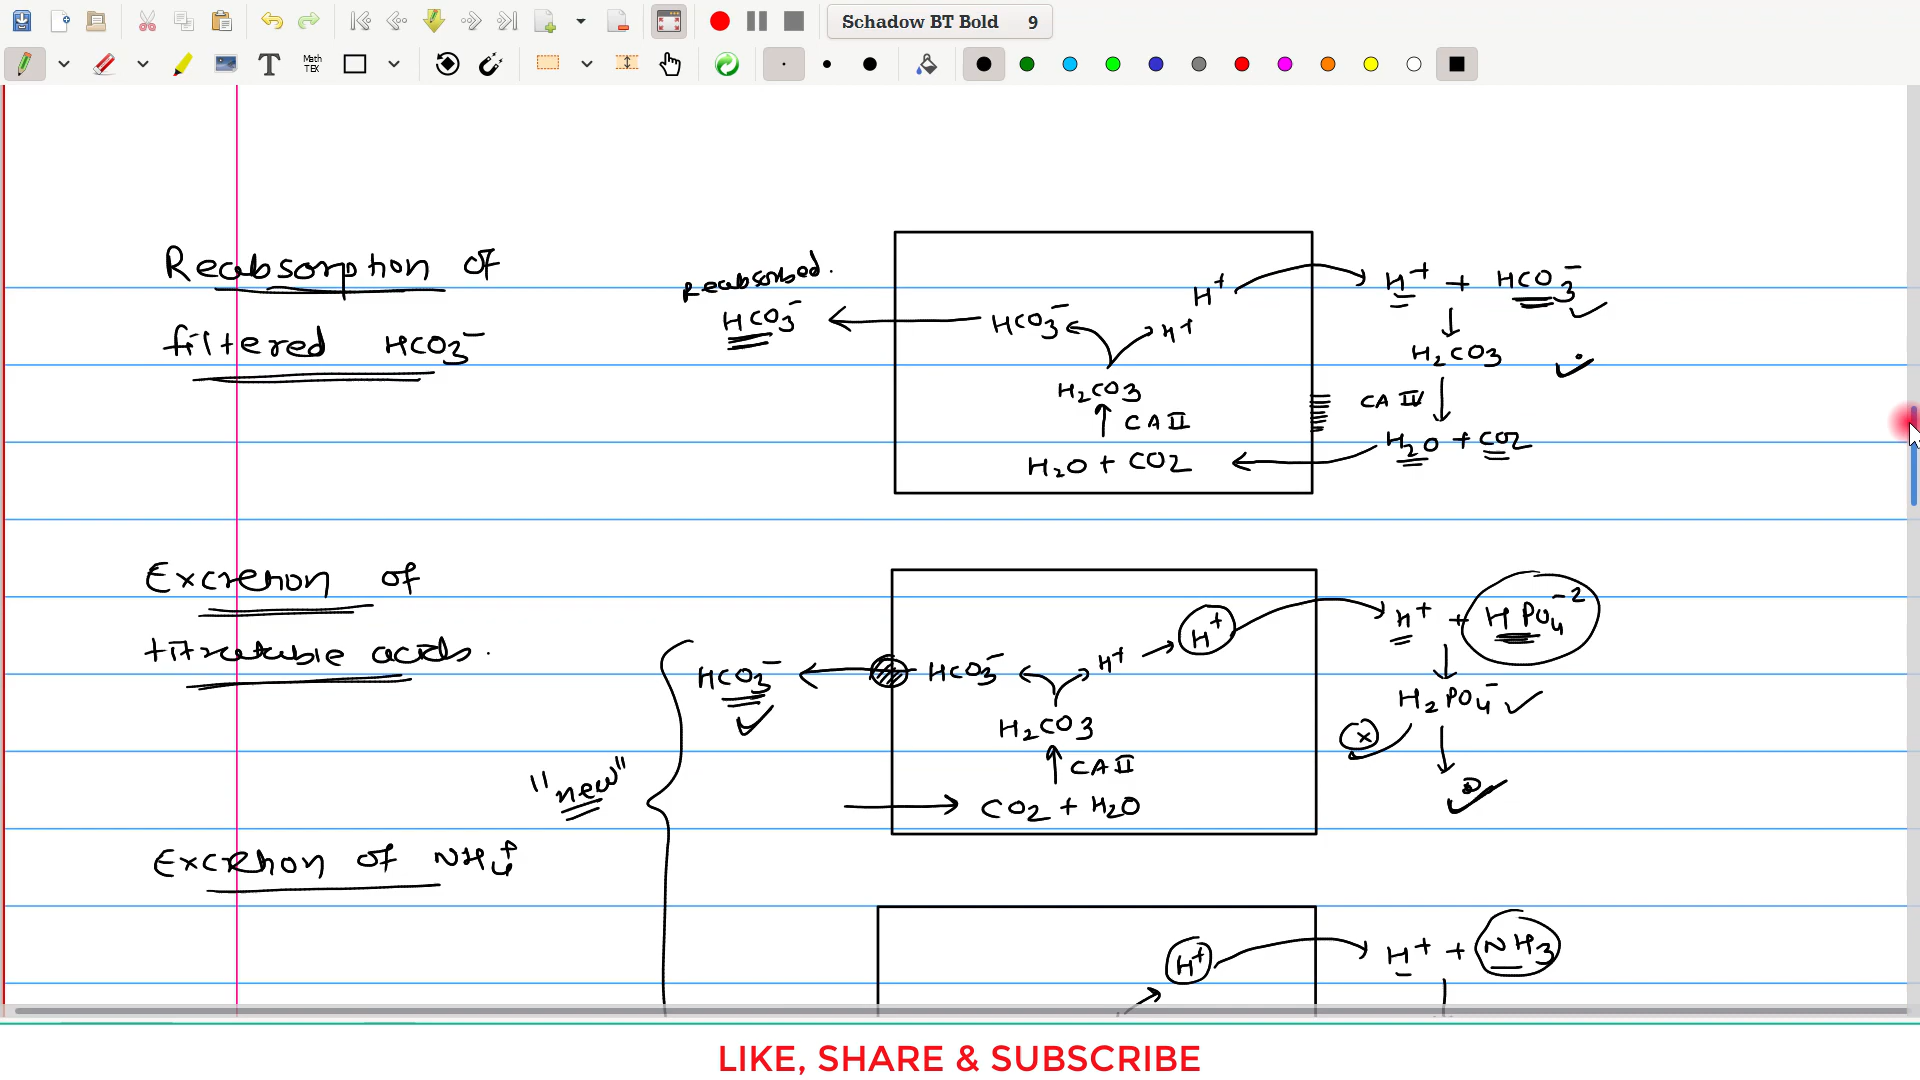 Schadow BT Bold 9
Math
TEX
Reabsorption of
filtered HCO3⁻
reabsorbed.
HCO3⁻
HCO3⁻
H⁺
H⁺
H2CO3
↑ CA II
H2O + CO2
H⁺ + HCO3⁻
↓
H2CO3
CA IV ↓
H2O + CO2
Excretion of
titratable acids.
"new"
HCO3⁻
HCO3⁻
H⁺
H⁺
H2CO3
↑ CA II
CO2 + H2O
H⁺ + HPO4⁻²
↓
H2PO4⁻
x
↓
Excretion of NH4⁺
H⁺
H⁺ + NH3
LIKE, SHARE & SUBSCRIBE